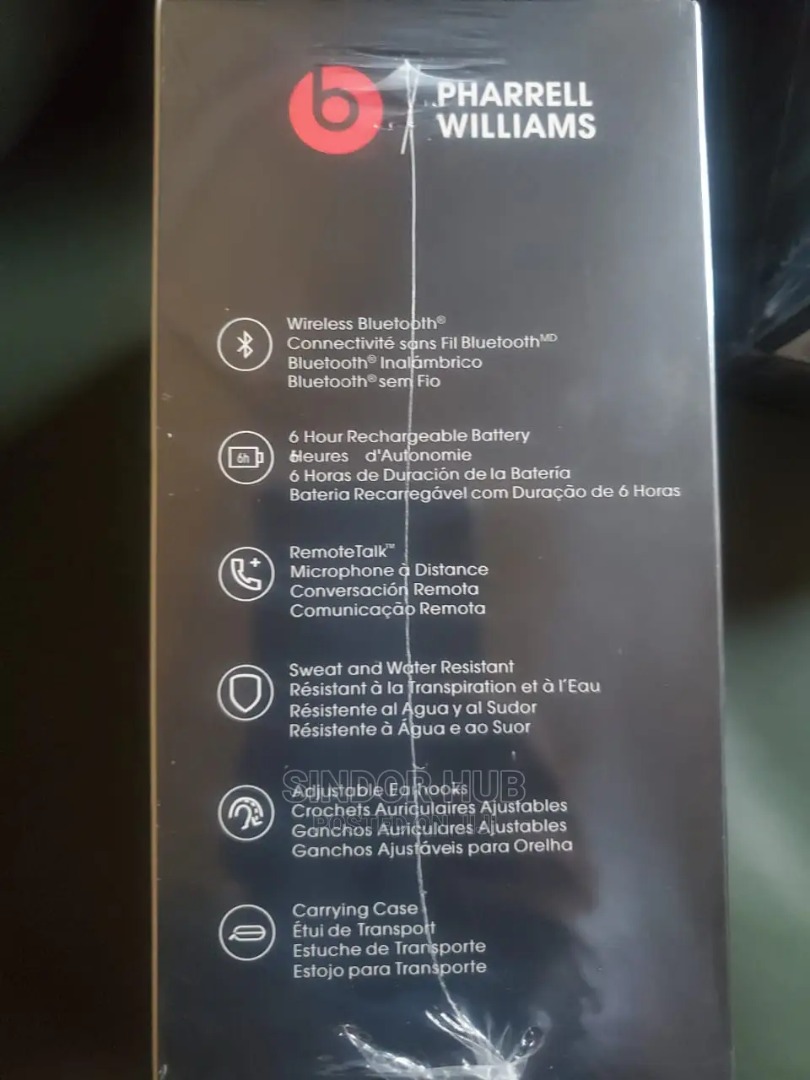 b PHARRELL
WILLIAMS
Wireless Bluetooth®
Connectivité sans Fil Bluetooth MD
Bluetooth® Inalámbrico
Bluetooth® sem Fio
6h
6 Hour Rechargeable Battery
6 Heures d'Autonomie
6 Horas de Duración de la Batería
Bateria Recarregável com Duração de 6 Horas
RemoteTalk™
Microphone à Distance
Conversación Remota
Comunicação Remota
Sweat and Water Resistant
Résistant à la Transpiration et à l'Eau
Résistente al Agua y al Sudor
Résistente à Água e ao Suor
SINDOR HUB
Adjustable Earhooks
Crochets Auriculaires Ajustables
POSTED ON JIJI
Ganchos Auriculares Ajustables
Ganchos Ajustáveis para Orelha
Carrying Case
Étui de Transport
Estuche de Transporte
Estojo para Transporte